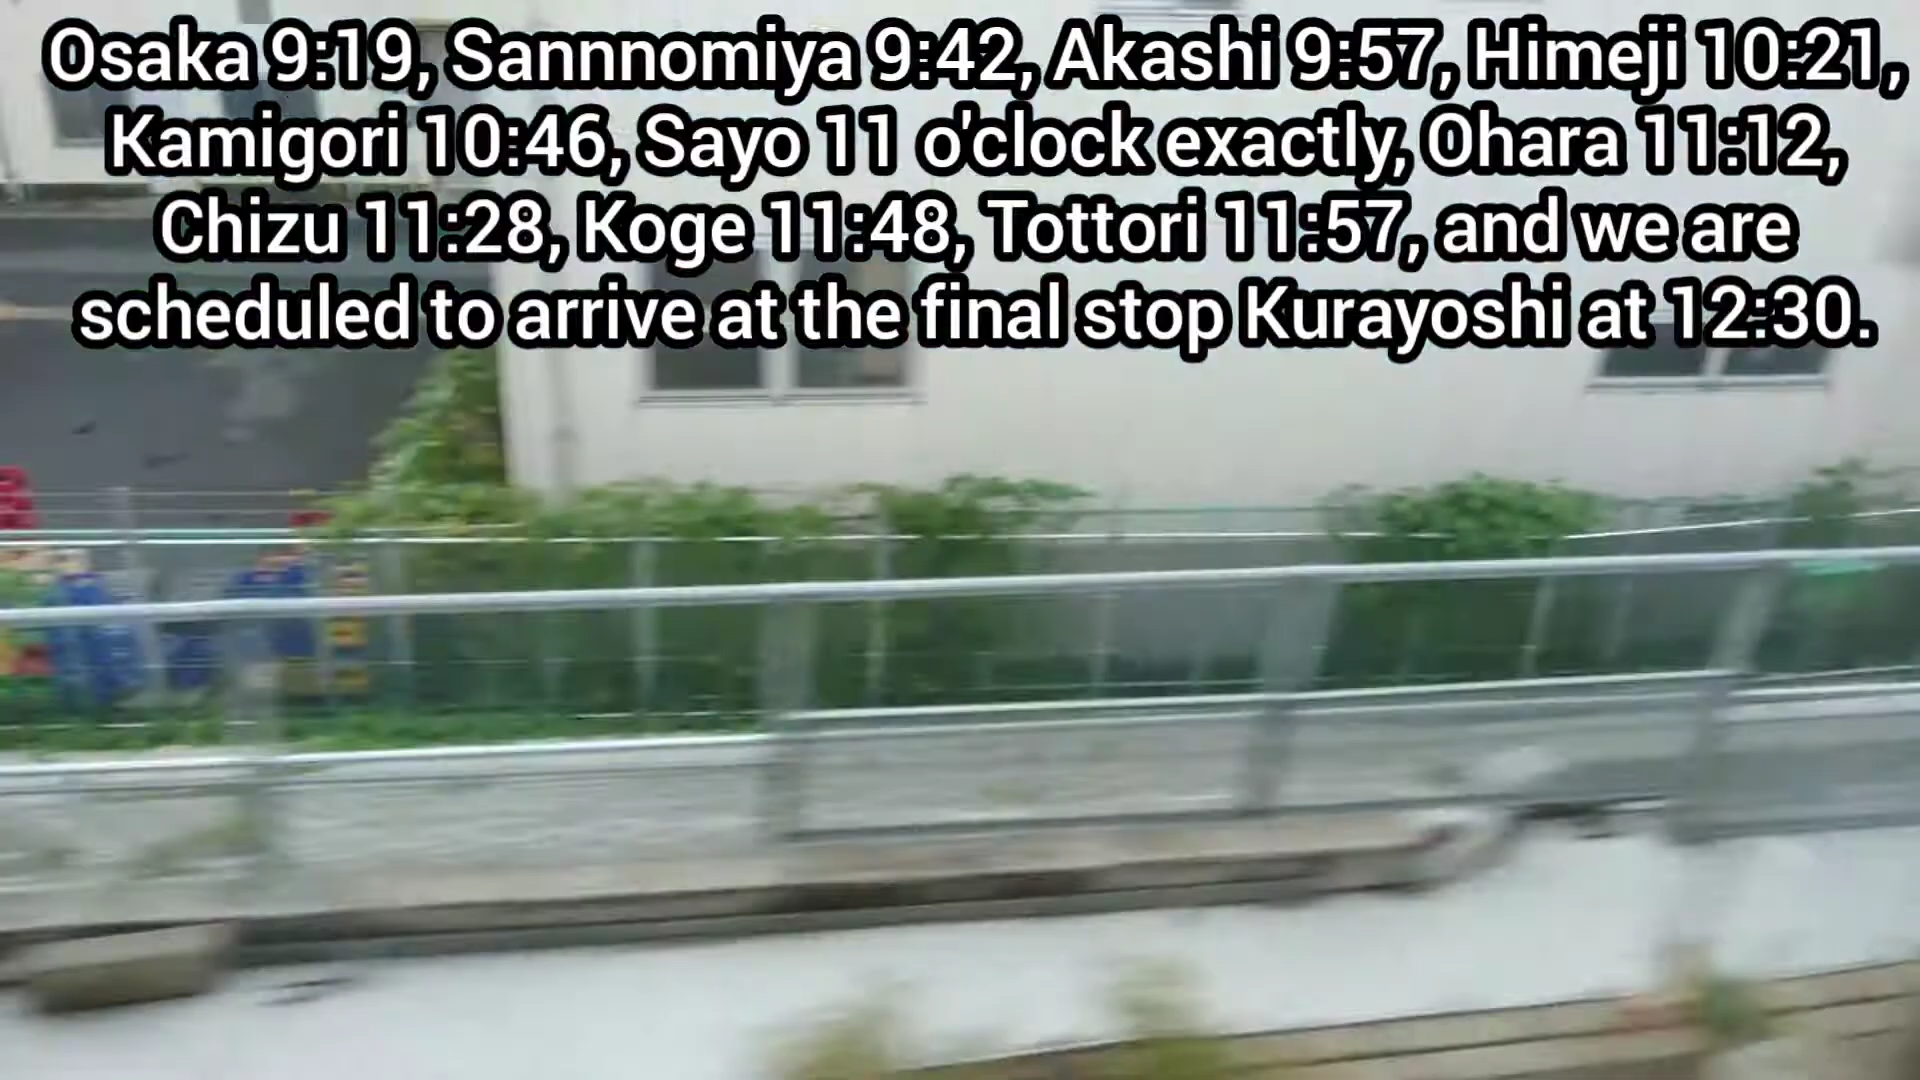 Osaka 9:19, Sannnomiya 9:42, Akashi 9:57, Himeji 10:21,
Kamigori 10:46, Sayo 11 o'clock exactly, Ohara 11:12,
Chizu 11:28, Koge 11:48, Tottori 11:57, and we are
scheduled to arrive at the final stop Kurayoshi at 12:30.